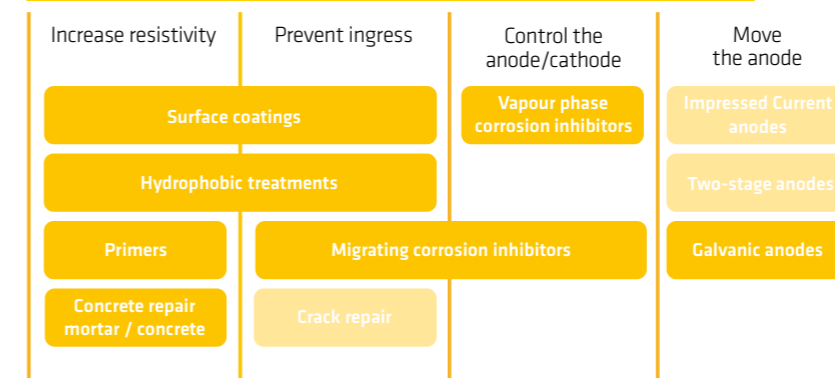 Increase resistivity
Prevent ingress
Control the
anode/cathode
Move
the anode
Surface coatings
Vapour phase
corrosion inhibitors
Impressed Current
anodes
Hydrophobic treatments
Two-stage anodes
Primers
Migrating corrosion inhibitors
Galvanic anodes
Concrete repair
mortar / concrete
Crack repair